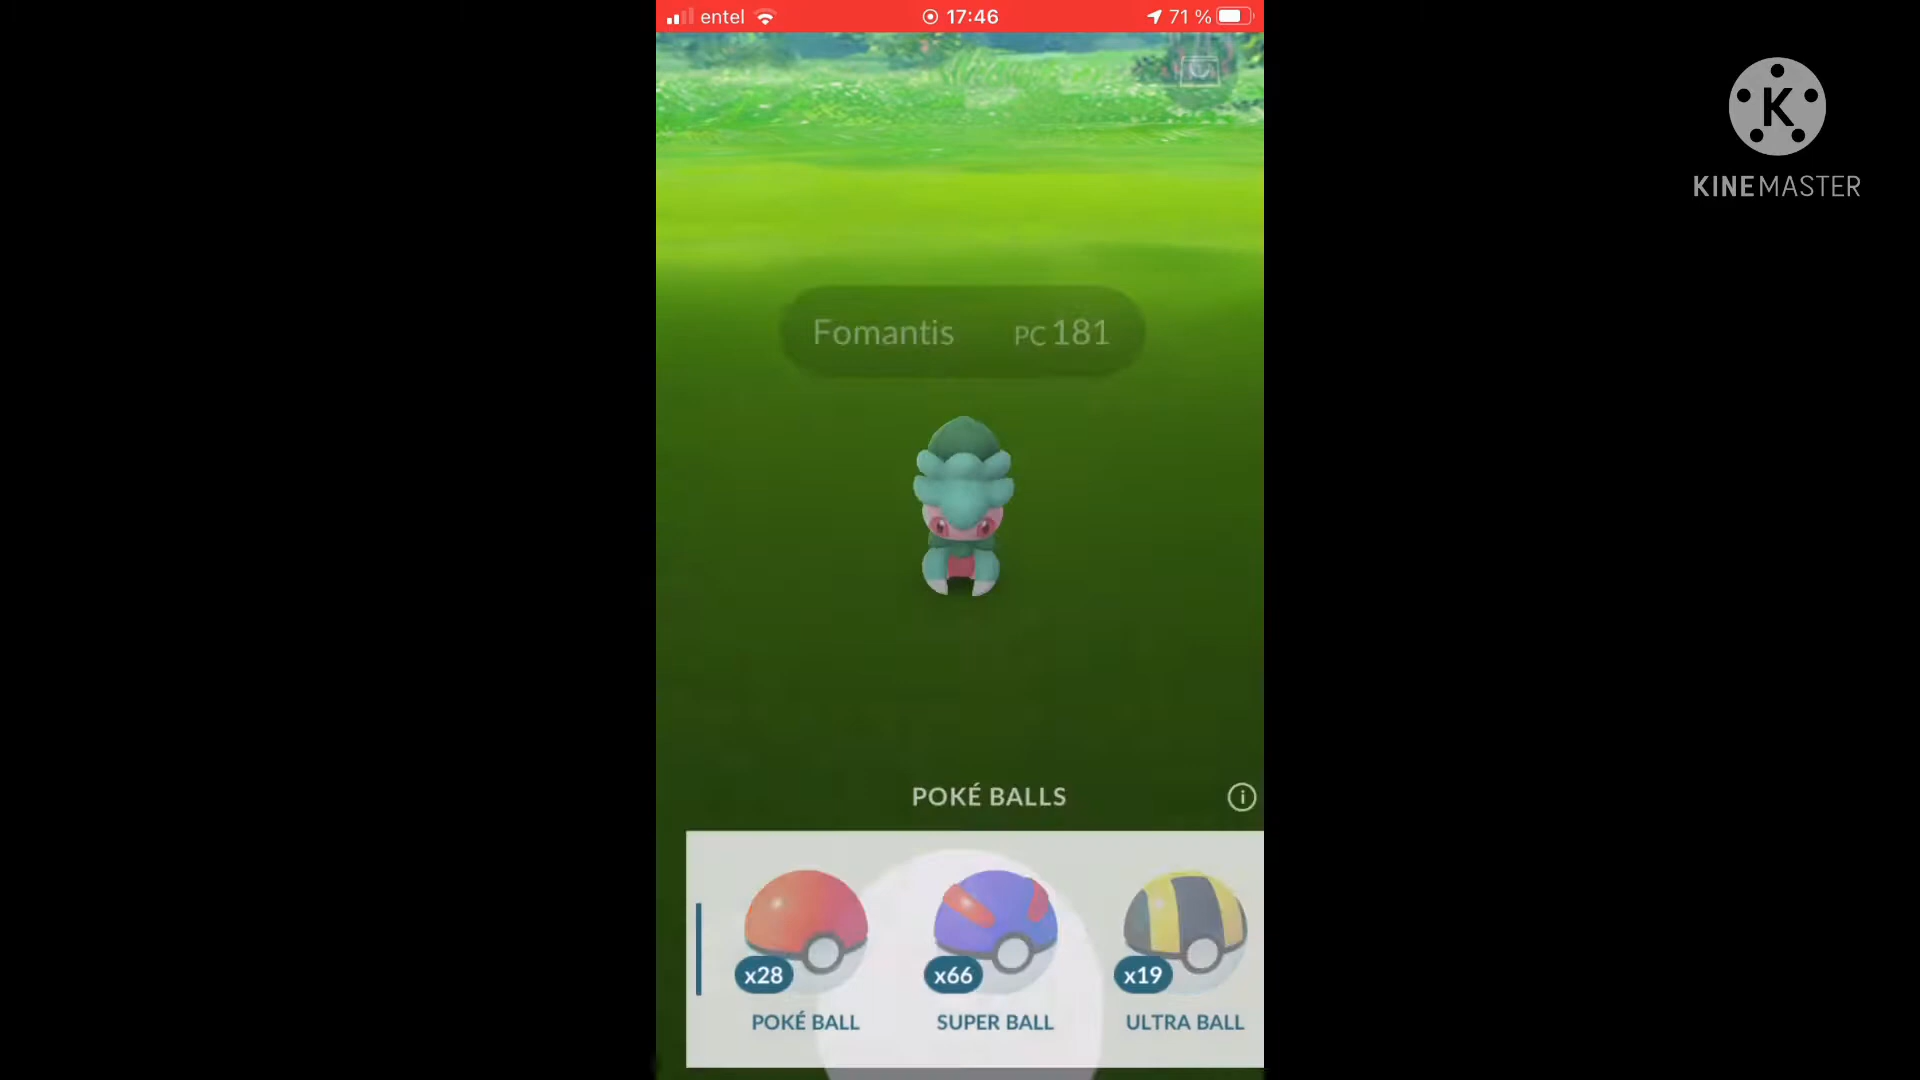 entel 17:46 71 %
KINEMASTER
Fomantis PC 181
POKÉ BALLS
x28 x66 x19
POKÉ BALL SUPER BALL ULTRA BALL